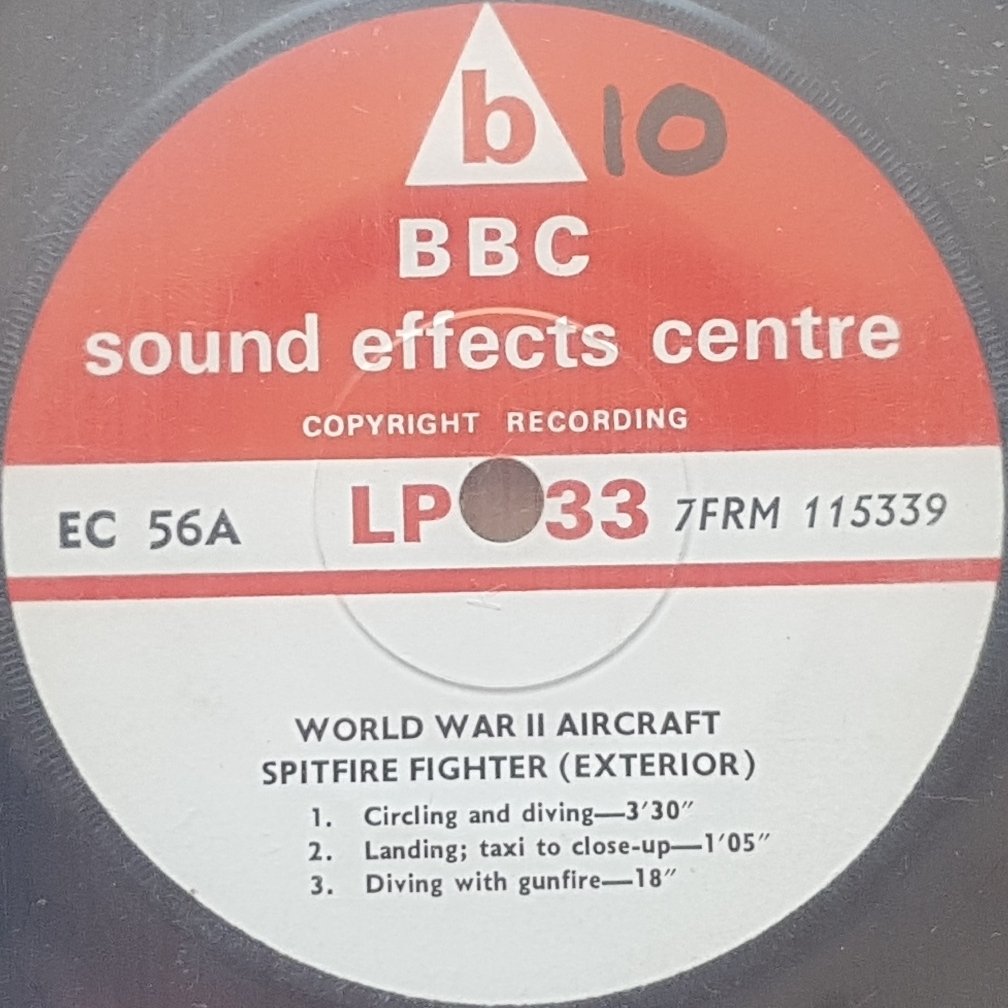 b 10
BBC
sound effects centre
COPYRIGHT RECORDING
EC 56A LP 33 7FRM 115339
WORLD WAR II AIRCRAFT
SPITFIRE FIGHTER (EXTERIOR)
1. Circling and diving—3′30″
2. Landing; taxi to close-up—1′05″
3. Diving with gunfire—18″